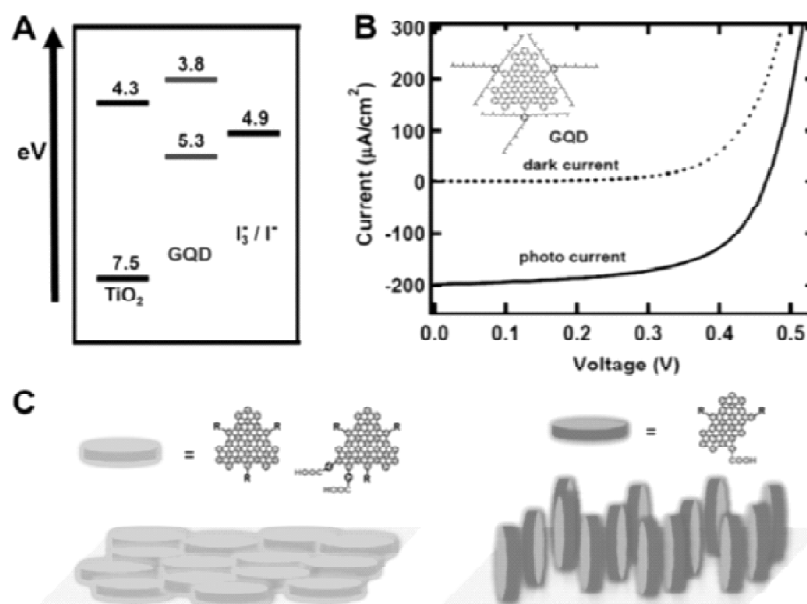 A
eV
3.8
4.3
5.3
4.9
7.5
TiO₂
GQD
I₃⁻ / I⁻
B
Current (μA/cm²)
300
200
100
0
-100
-200
GQD
dark current
photo current
0.0 0.1 0.2 0.3 0.4 0.5
Voltage (V)
C
=
R
R
R
R
R
HOOC
HOOC
R
=
R
R
COOH